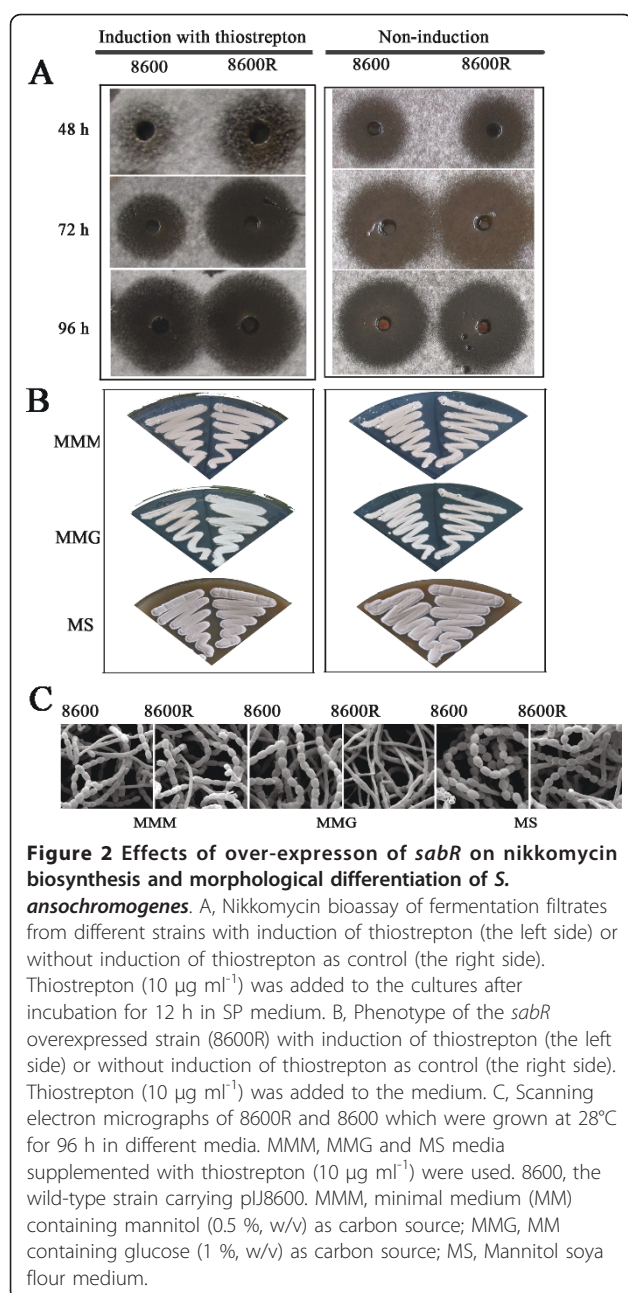 Induction with thiostrepton Non-induction
A 8600 8600R 8600 8600R
48 h
72 h
96 h
B
MMM
MMG
MS
C 8600 8600R 8600 8600R 8600 8600R
MMM MMG MS
Figure 2 Effects of over-expresson of sabR on nikkomycin
biosynthesis and morphological differentiation of S.
ansochromogenes. A, Nikkomycin bioassay of fermentation filtrates
from different strains with induction of thiostrepton (the left side) or
without induction of thiostrepton as control (the right side).
Thiostrepton (10 μg ml⁻¹) was added to the cultures after
incubation for 12 h in SP medium. B, Phenotype of the sabR
overexpressed strain (8600R) with induction of thiostrepton (the left
side) or without induction of thiostrepton as control (the right side).
Thiostrepton (10 μg ml⁻¹) was added to the medium. C, Scanning
electron micrographs of 8600R and 8600 which were grown at 28°C
for 96 h in different media. MMM, MMG and MS media
supplemented with thiostrepton (10 μg ml⁻¹) were used. 8600, the
wild-type strain carrying pIJ8600. MMM, minimal medium (MM)
containing mannitol (0.5 %, w/v) as carbon source; MMG, MM
containing glucose (1 %, w/v) as carbon source; MS, Mannitol soya
flour medium.